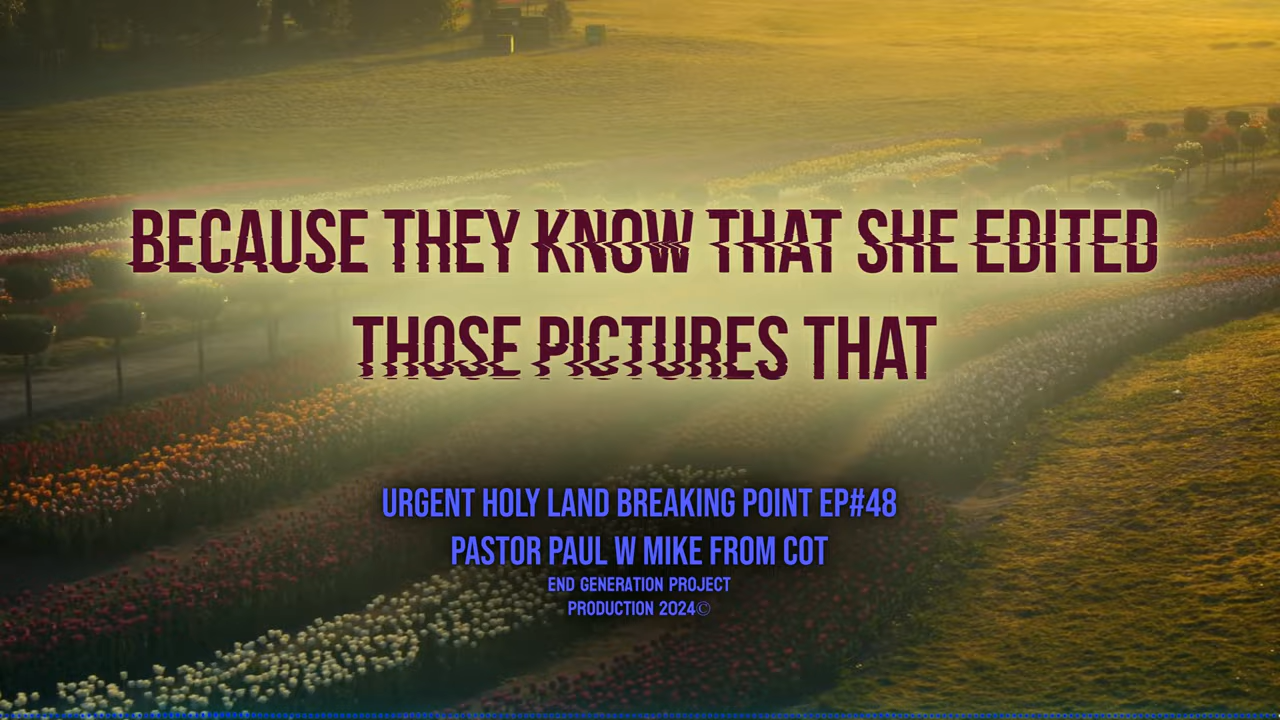 BECAUSE THEY KNOW THAT SHE EDITED
THOSE PICTURES THAT
URGENT HOLY LAND BREAKING POINT EP#48
PASTOR PAUL W MIKE FROM COT
END GENERATION PROJECT
PRODUCTION 2024©